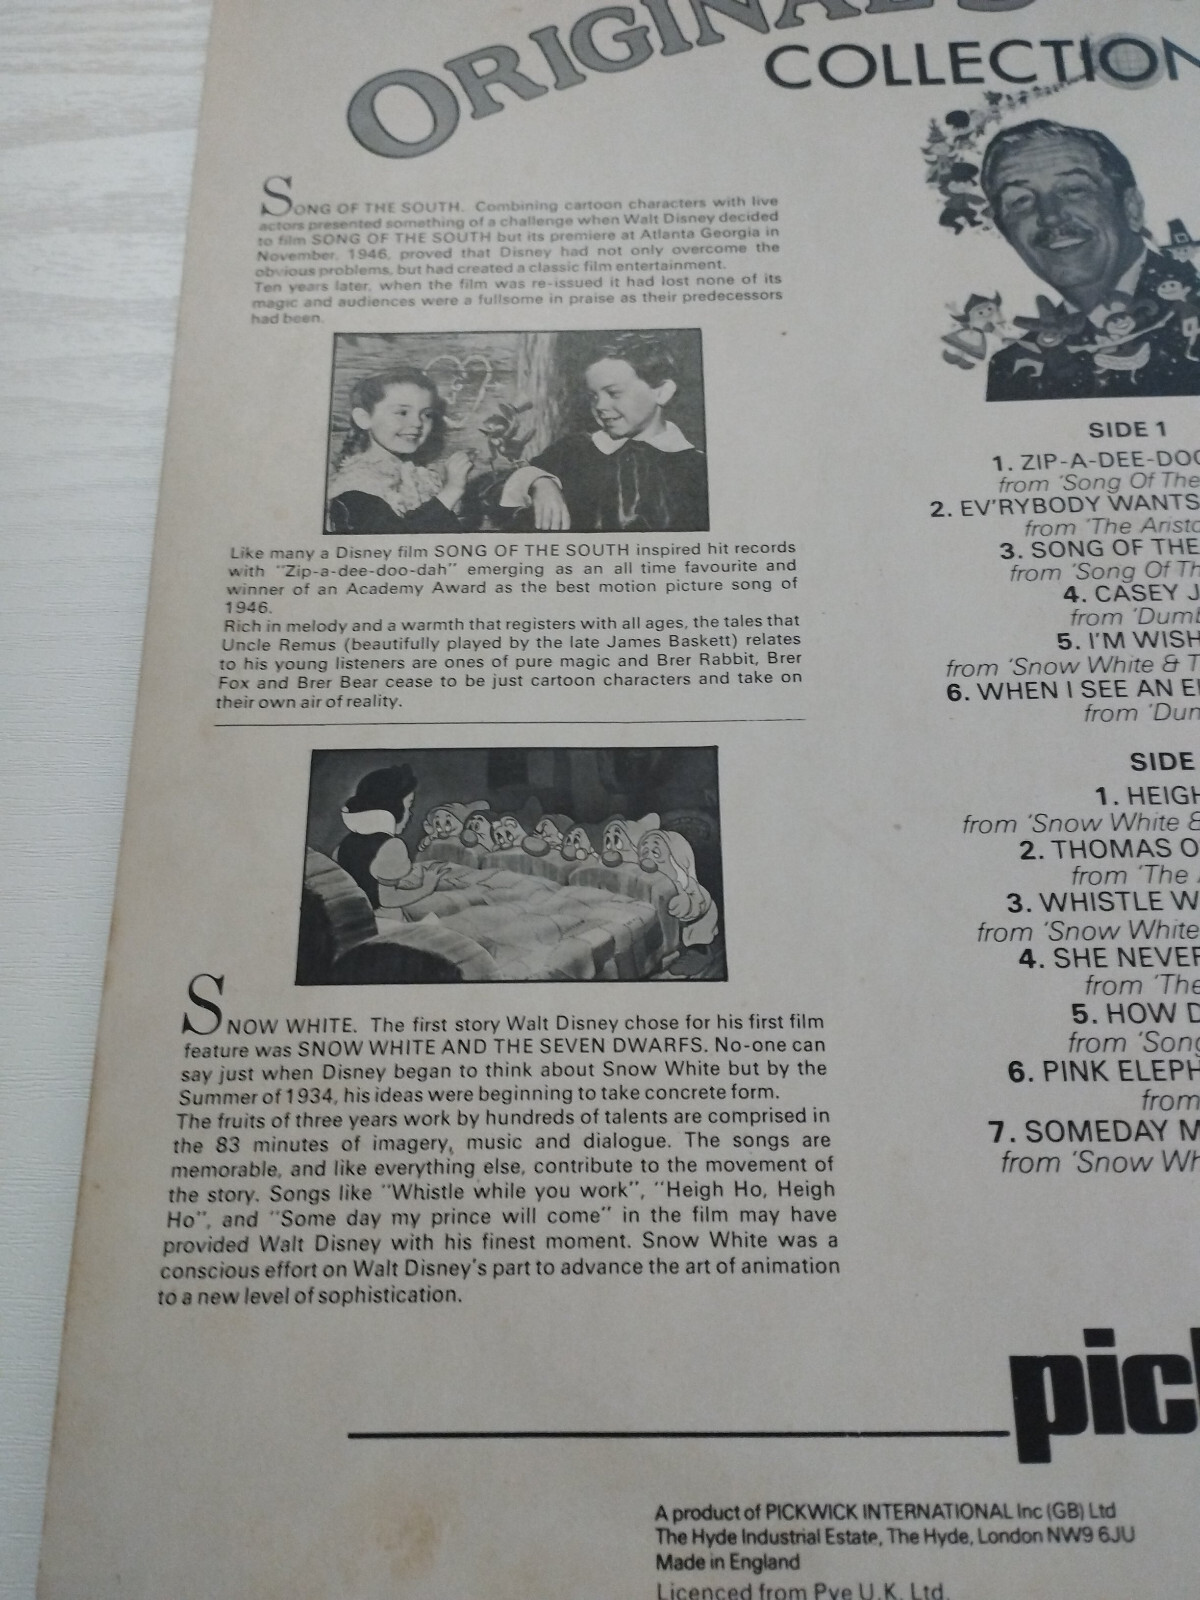 ORIGINAL
COLLECTION
SONG OF THE SOUTH. Combining cartoon characters with live
actors presented something of a challenge when Walt Disney decided
to film SONG OF THE SOUTH but its premiere at Atlanta Georgia in
November, 1946, proved that Disney had not only overcome the
obvious problems, but had created a classic film entertainment.
Ten years later, when the film was re-issued it had lost none of its
magic and audiences were a fullsome in praise as their predecessors
had been.
Like many a Disney film SONG OF THE SOUTH inspired hit records
with "Zip-a-dee-doo-dah" emerging as an all time favourite and
winner of an Academy Award as the best motion picture song of
1946.
Rich in melody and a warmth that registers with all ages, the tales that
Uncle Remus (beautifully played by the late James Baskett) relates
to his young listeners are ones of pure magic and Brer Rabbit, Brer
Fox and Brer Bear cease to be just cartoon characters and take on
their own air of reality.
SNOW WHITE. The first story Walt Disney chose for his first film
feature was SNOW WHITE AND THE SEVEN DWARFS. No-one can
say just when Disney began to think about Snow White but by the
Summer of 1934, his ideas were beginning to take concrete form.
The fruits of three years work by hundreds of talents are comprised in
the 83 minutes of imagery, music and dialogue. The songs are
memorable, and like everything else, contribute to the movement of
the story. Songs like "Whistle while you work", "Heigh Ho, Heigh
Ho", and "Some day my prince will come" in the film may have
provided Walt Disney with his finest moment. Snow White was a
conscious effort on Walt Disney's part to advance the art of animation
to a new level of sophistication.
SIDE 1
1. ZIP-A-DEE-DOO
from 'Song Of The
2. EV'RYBODY WANTS
from 'The Aristo
3. SONG OF THE
from 'Song Of Th
4. CASEY J
from 'Dumb
5. I'M WISH
from 'Snow White & T
6. WHEN I SEE AN E
from 'Dum
SIDE
1. HEIGH
from 'Snow White &
2. THOMAS O
from 'The
3. WHISTLE W
from 'Snow White
4. SHE NEVER
from 'The
5. HOW D
from 'Song
6. PINK ELEPH
from
7. SOMEDAY M
from 'Snow Wh
pic
A product of PICKWICK INTERNATIONAL Inc (GB) Ltd
The Hyde Industrial Estate, The Hyde, London NW9 6JU
Made in England
Licenced from Pye U.K. Ltd.